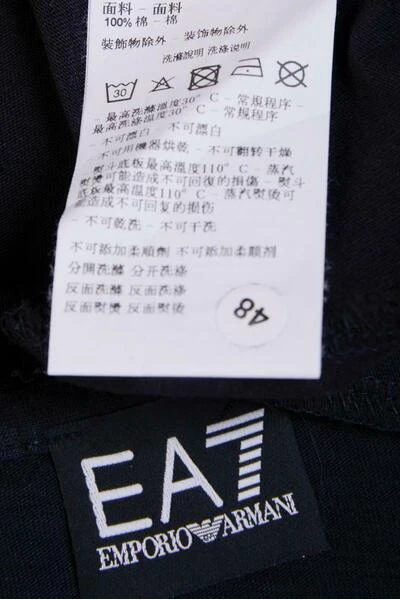 面料 – 面料
100% 棉 – 棉
装飾物除外 – 装饰物除外
洗滌說明 洗涤说明
30
– 最高洗滌溫度30° C – 常規程序 –
最高洗涤温度30° C – 常规程序
– 不可漂白 – 不可漂白
– 不可用機器烘乾 – 不可翻转干燥
熨斗底板最高溫度110° C – 蒸汽
熨燙可能造成不可回復的損傷 – 熨斗
底板最高温度110° C – 蒸汽熨烫可
能造成不可回复的损伤
– 不可乾洗 – 不可干洗
不可添加柔順劑 不可添加柔顺剂
分開洗滌 分开洗涤
反面洗滌 反面洗涤
反面熨燙 反面熨烫
48
EA7
EMPORIO ARMANI